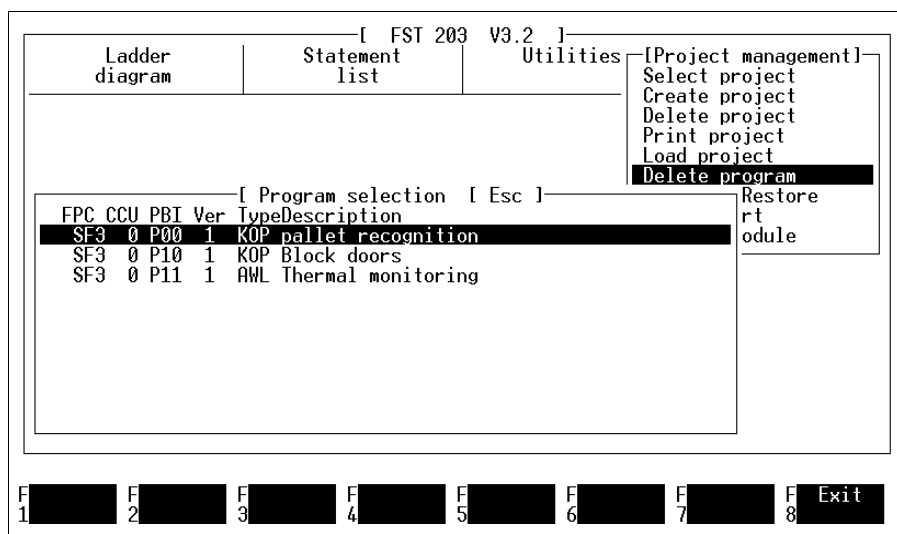 [ FST 203 V3.2 ]
Ladder diagram
Statement list
Utilities
[Project management]
Select project
Create project
Delete project
Print project
Load project
Delete program
Restore
rt
odule
[ Program selection [ Esc ]
FPC CCU PBI Ver TypeDescription
SF3 0 P00 1 KOP pallet recognition
SF3 0 P10 1 KOP Block doors
SF3 0 P11 1 AWL Thermal monitoring
F1 F2 F3 F4 F5 F6 F7 F8 Exit